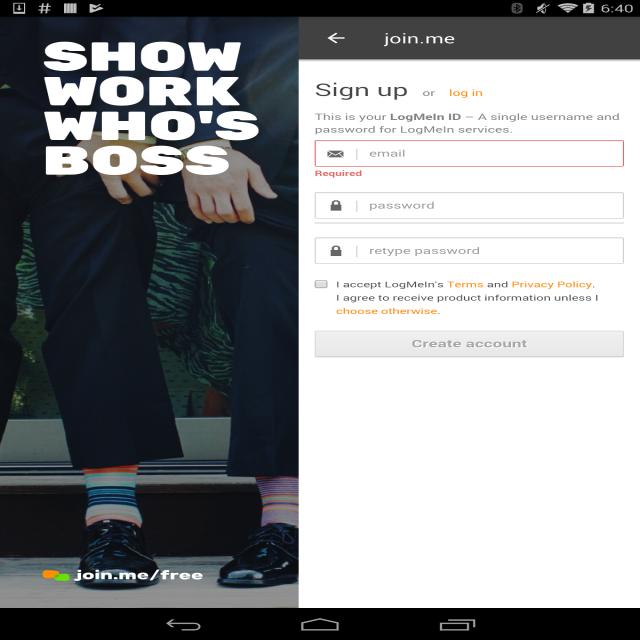 6:40
SHOW
WORK
WHO'S
BOSS
join.me/free
join.me
Sign up or log in
This is your LogMeIn ID – A single username and
password for LogMeIn services.
email
Required
password
retype password
I accept LogMeIn's Terms and Privacy Policy.
I agree to receive product information unless I
choose otherwise.
Create account